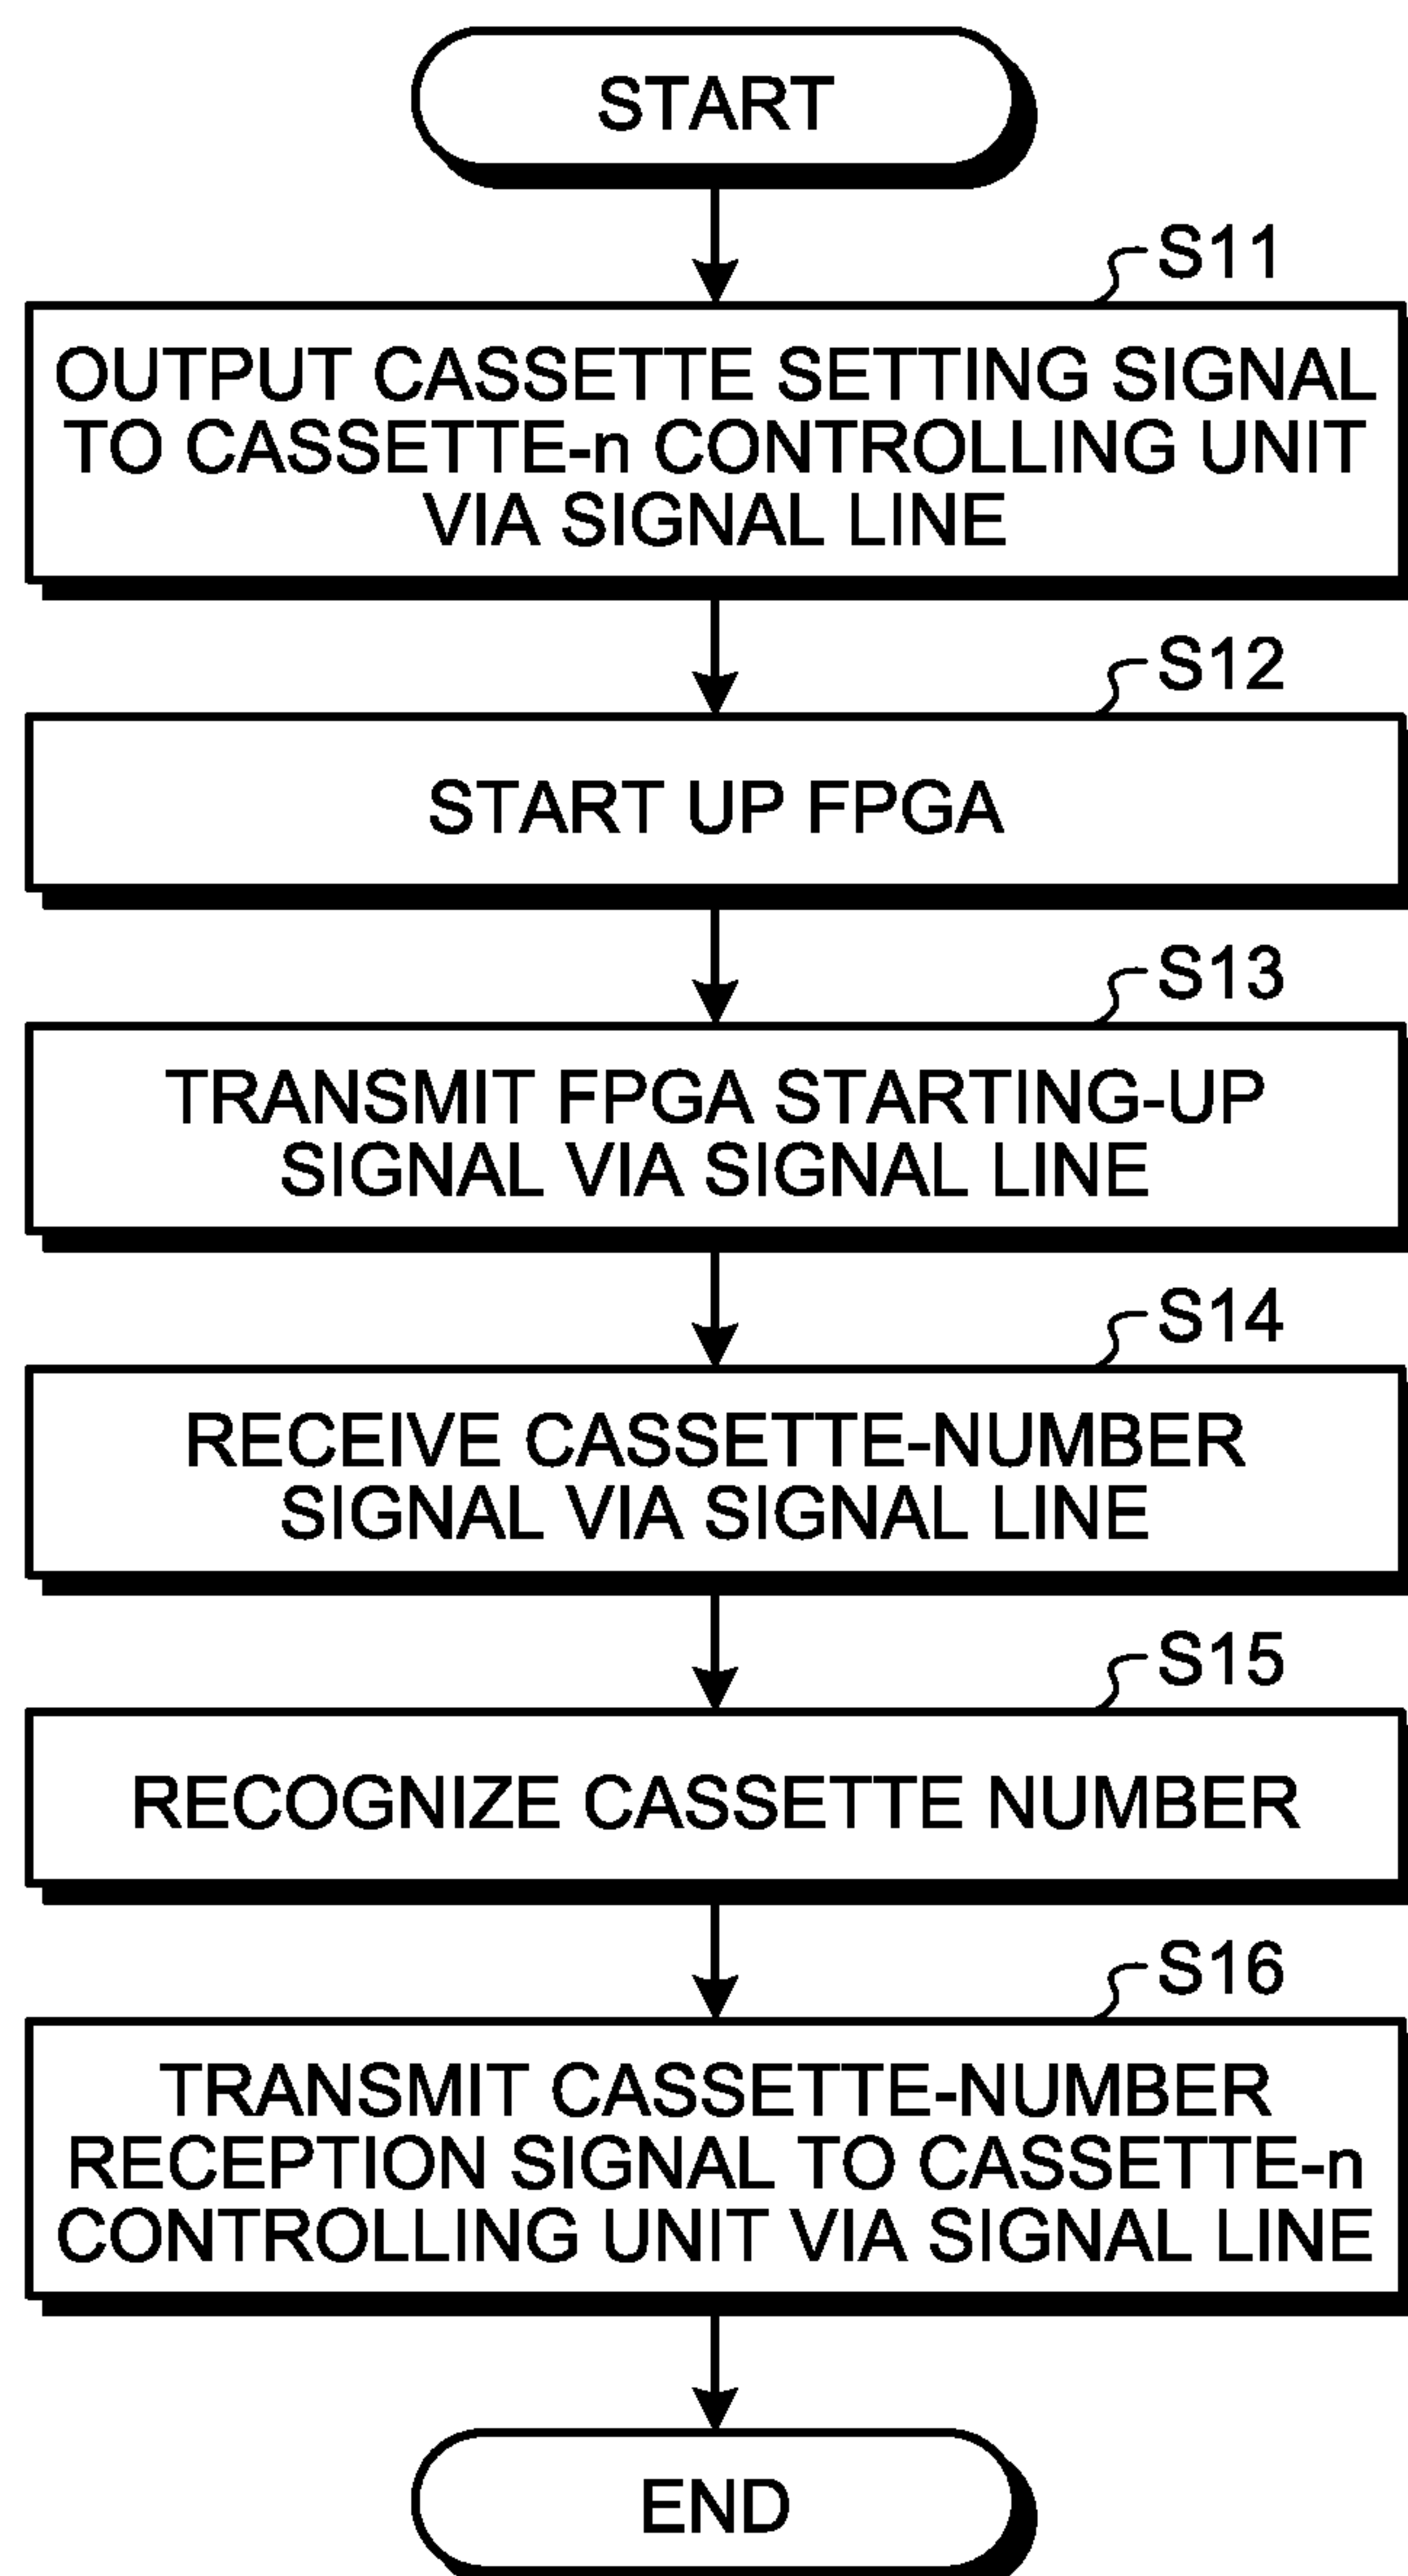 START
S11
OUTPUT CASSETTE SETTING SIGNAL
TO CASSETTE-n CONTROLLING UNIT
VIA SIGNAL LINE
S12
START UP FPGA
S13
TRANSMIT FPGA STARTING-UP
SIGNAL VIA SIGNAL LINE
S14
RECEIVE CASSETTE-NUMBER
SIGNAL VIA SIGNAL LINE
S15
RECOGNIZE CASSETTE NUMBER
S16
TRANSMIT CASSETTE-NUMBER
RECEPTION SIGNAL TO CASSETTE-n
CONTROLLING UNIT VIA SIGNAL LINE
END